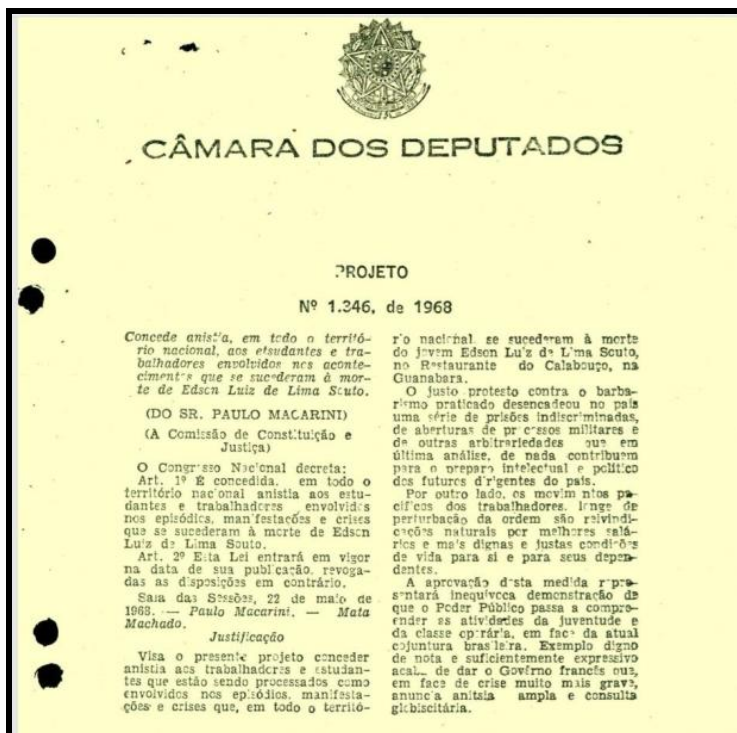 CÂMARA DOS DEPUTADOS
PROJETO
Nº 1.346, de 1968
Concede anist'a, em todo o territó-
rio nacional, aos etsudantes e tra-
balhadores envolvidos nos aconte-
cimentos que se sucederam à mor-
te de Edson Luiz de Lima Souto.
(DO SR. PAULO MACARINI)
(A Comissão de Constituição e
Justiça)
O Congresso Nacional decreta:
Art. 1º É concedida, em todo o
território nacional anistia aos estu-
dantes e trabalhadores envolvidos
nos episódios, manifestações e crises
que se sucederam à morte de Edson
Luiz de Lima Souto.
Art. 2º Esta Lei entrará em vigor
na data de sua publicação, revoga-
das as disposições em contrário.
Sala das Sessões, 22 de maio de
1968. — Paulo Macarini. — Mata
Machado.
Justificação
Visa o presente projeto conceder
anistia aos trabalhadores e estudan-
tes que estão sendo processados como
envolvidos nos episódios, manifesta-
ções e crises que, em todo o territó-
rio nacional, se sucederam à morte
do jovem Edson Luiz de Lima Souto,
no Restaurante do Calabouço, na
Guanabara.
O justo protesto contra o barba-
rismo praticado desencadeou no país
uma série de prisões indiscriminadas,
de aberturas de processos militares e
de outras arbitrariedades que em
última análise, de nada contribuem
para o preparo intelectual e político
dos futuros dirigentes do país.
Por outro lado, os movimentos pa-
cíficos dos trabalhadores, longe de
perturbação da ordem são reivindi-
cações naturais por melhores salá-
rios e mais dignas e justas condições
de vida para si e para seus depen-
dentes.
A aprovação desta medida repre-
sentará inequívoca demonstração de
que o Poder Público passa a compre-
ender as atividades da juventude e
da classe operária, em face da atual
cojuntura brasileira. Exemplo digno
de nota e suficientemente expressivo
acaba de dar o Govêrno francês que,
em face de crise muito mais grave,
anuncia anitsia ampla e consulta
glebiscitária.